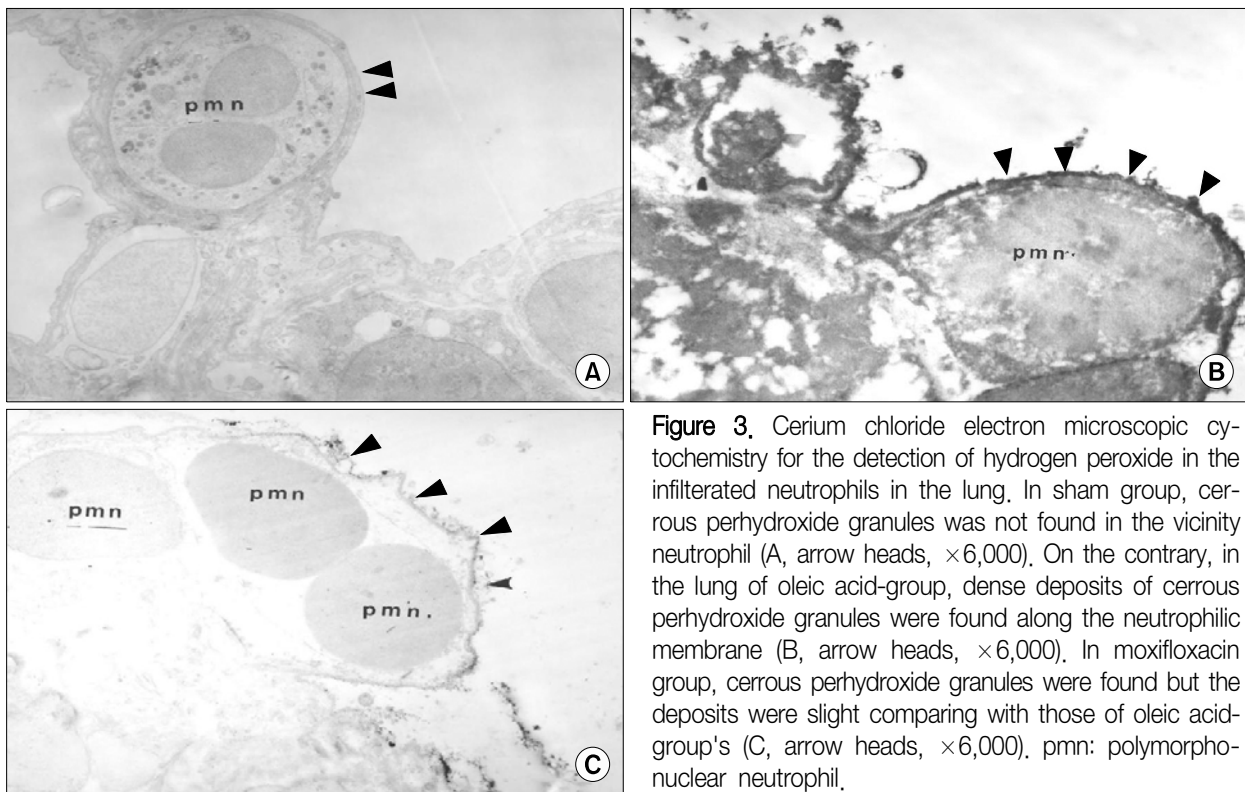 pmn
A
pmn
B
pmn
pmn
pmn.
C
Figure 3. Cerium chloride electron microscopic cy-
tochemistry for the detection of hydrogen peroxide in the
infilterated neutrophils in the lung. In sham group, cer-
rous perhydroxide granules was not found in the vicinity
neutrophil (A, arrow heads, ×6,000). On the contrary, in
the lung of oleic acid-group, dense deposits of cerrous
perhydroxide granules were found along the neutrophilic
membrane (B, arrow heads, ×6,000). In moxifloxacin
group, cerrous perhydroxide granules were found but the
deposits were slight comparing with those of oleic acid-
group's (C, arrow heads, ×6,000). pmn: polymorpho-
nuclear neutrophil.